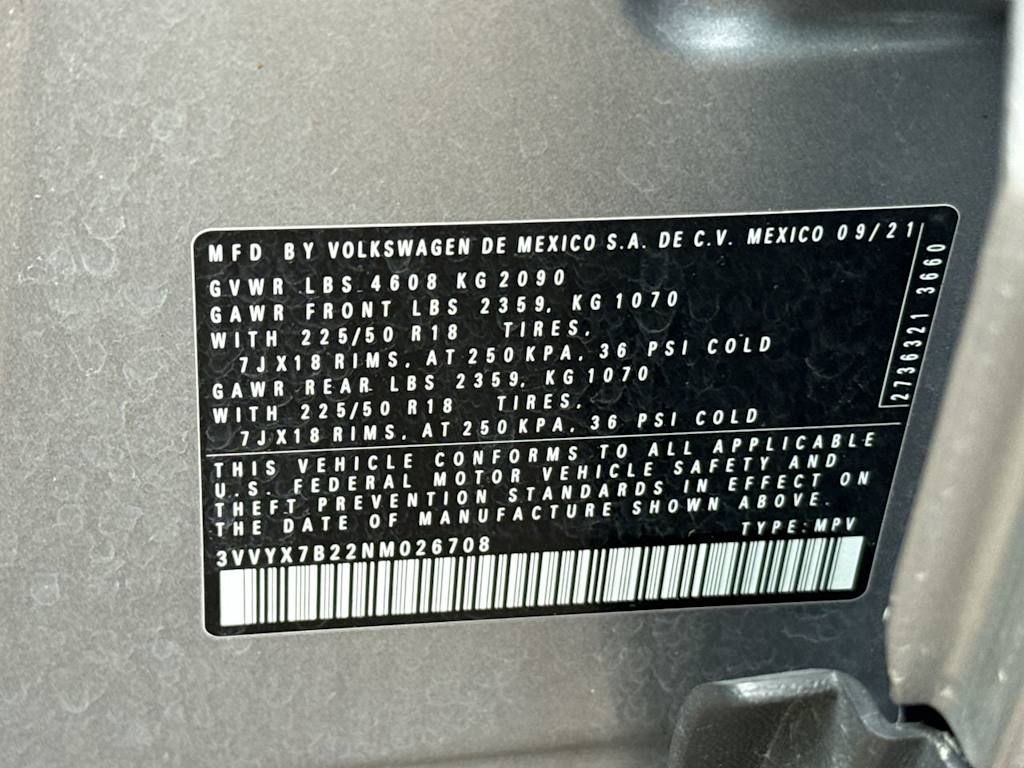 MFD BY VOLKSWAGEN DE MEXICO S.A. DE C.V. MEXICO 09/21
GVWR LBS 4608 KG 2090
GAWR FRONT LBS 2359, KG 1070
WITH 225/50 R18 TIRES,
7JX18 RIMS, AT 250 KPA, 36 PSI COLD
GAWR REAR LBS 2359, KG 1070
WITH 225/50 R18 TIRES,
7JX18 RIMS, AT 250 KPA, 36 PSI COLD
2736321 3660
THIS VEHICLE CONFORMS TO ALL APPLICABLE
U.S. FEDERAL MOTOR VEHICLE SAFETY AND
THEFT PREVENTION STANDARDS IN EFFECT ON
THE DATE OF MANUFACTURE SHOWN ABOVE.
TYPE: MPV
3VVYX7B22NM026708